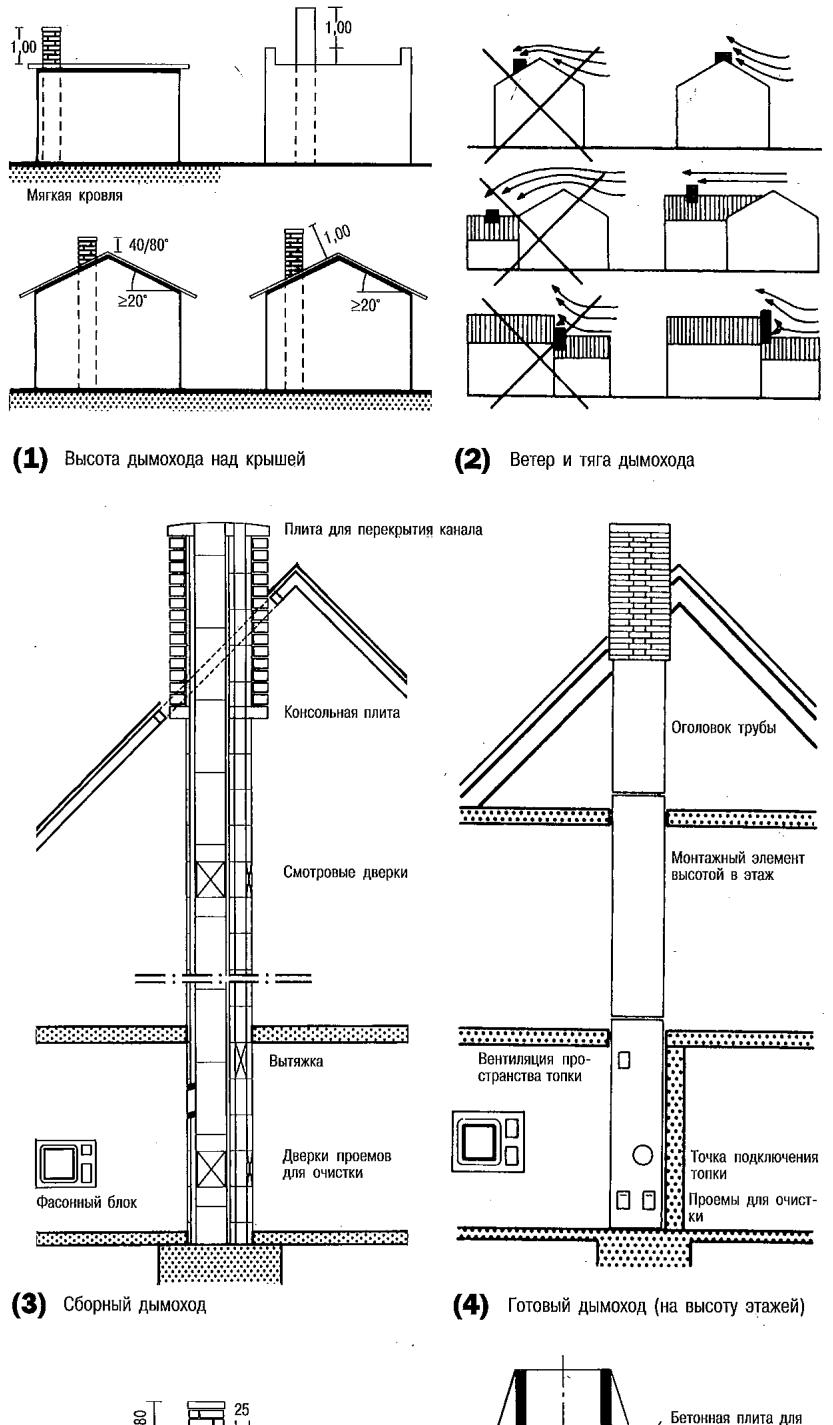 1,00
1,00
Мягкая кровля
40/80°
1,00
≥20°
≥20°
(1) Высота дымохода над крышей
(2) Ветер и тяга дымохода
Плита для перекрытия канала
Консольная плита
Смотровые дверки
Вытяжка
Дверки проемов
для очистки
Фасонный блок
(3) Сборный дымоход
Оголовок трубы
Монтажный элемент
высотой в этаж
Вентиляция про-
странства топки
Точка подключения
топки
Проемы для очист-
ки
(4) Готовый дымоход (на высоту этажей)
80
25
Бетонная плита для